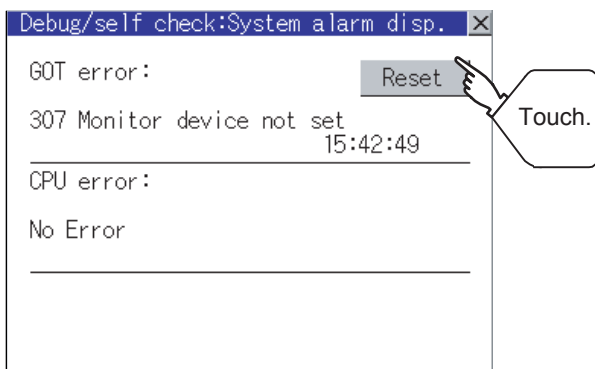 Debug/self check:System alarm disp. ×
GOT error:
Reset
Touch.
307 Monitor device not set
15:42:49
CPU error:
No Error